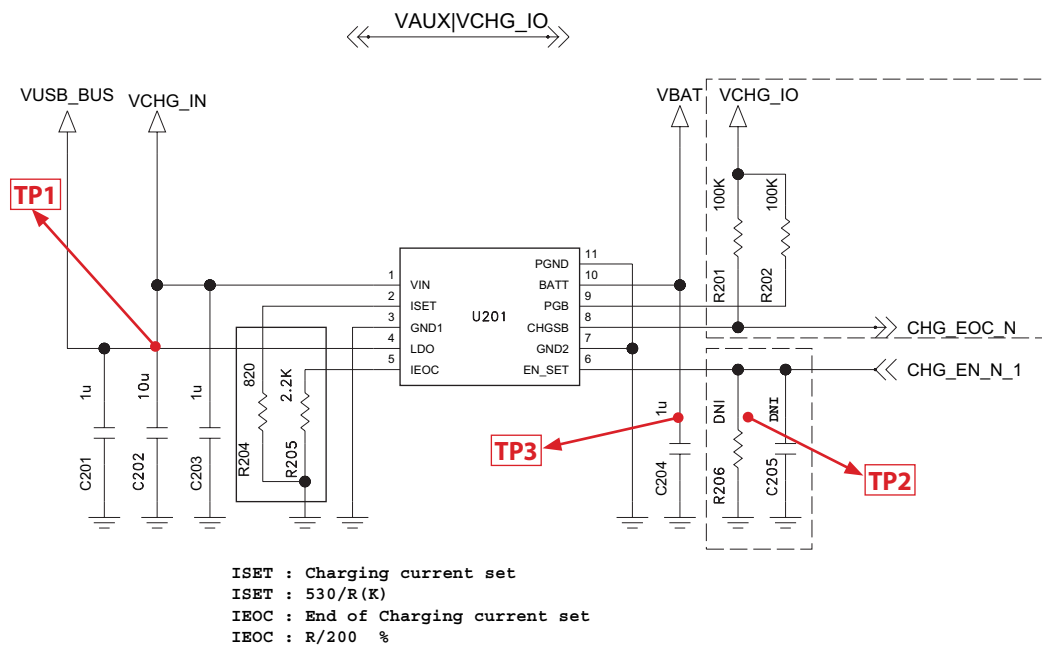 VAUX|VCHG_IO
VUSB_BUS
VCHG_IN
VBAT
VCHG_IO
TP1
100K
100K
R201
R202
1
2
3
4
5
VIN
ISET
GND1
LDO
IEOC
U201
PGND
BATT
PGB
CHGSB
GND2
EN_SET
11
10
9
8
7
6
CHG_EOC_N
CHG_EN_N_1
1u
10u
1u
820
2.2K
1u
DNI
DNI
C201
C202
C203
R204
R205
TP3
C204
R206
C205
TP2
ISET : Charging current set
ISET : 530/R(K)
IEOC : End of Charging current set
IEOC : R/200 %